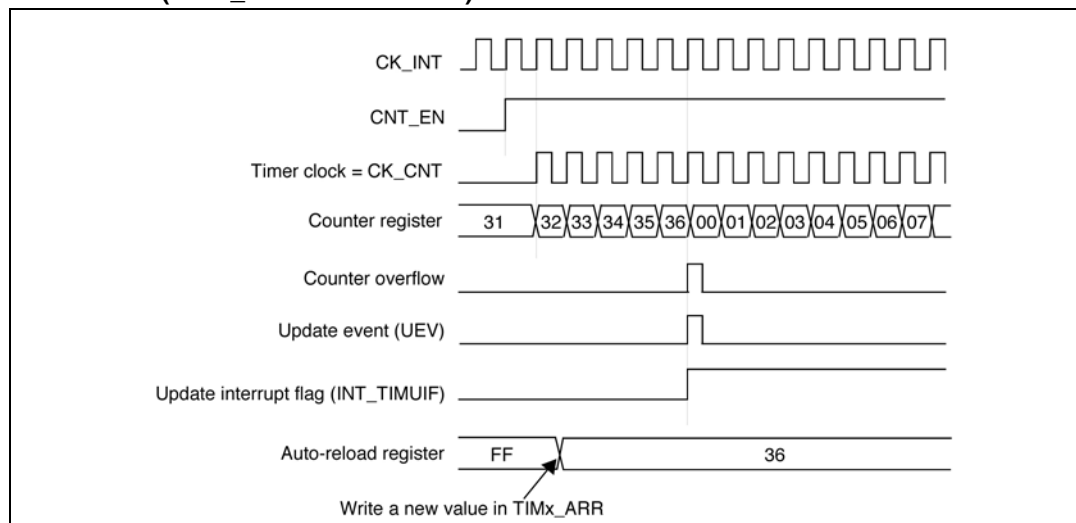 CK_INT
CNT_EN
Timer clock = CK_CNT
Counter register 31 32 33 34 35 36 00 01 02 03 04 05 06 07
Counter overflow
Update event (UEV)
Update interrupt flag (INT_TIMUIF)
Auto-reload register FF 36
Write a new value in TIMx_ARR